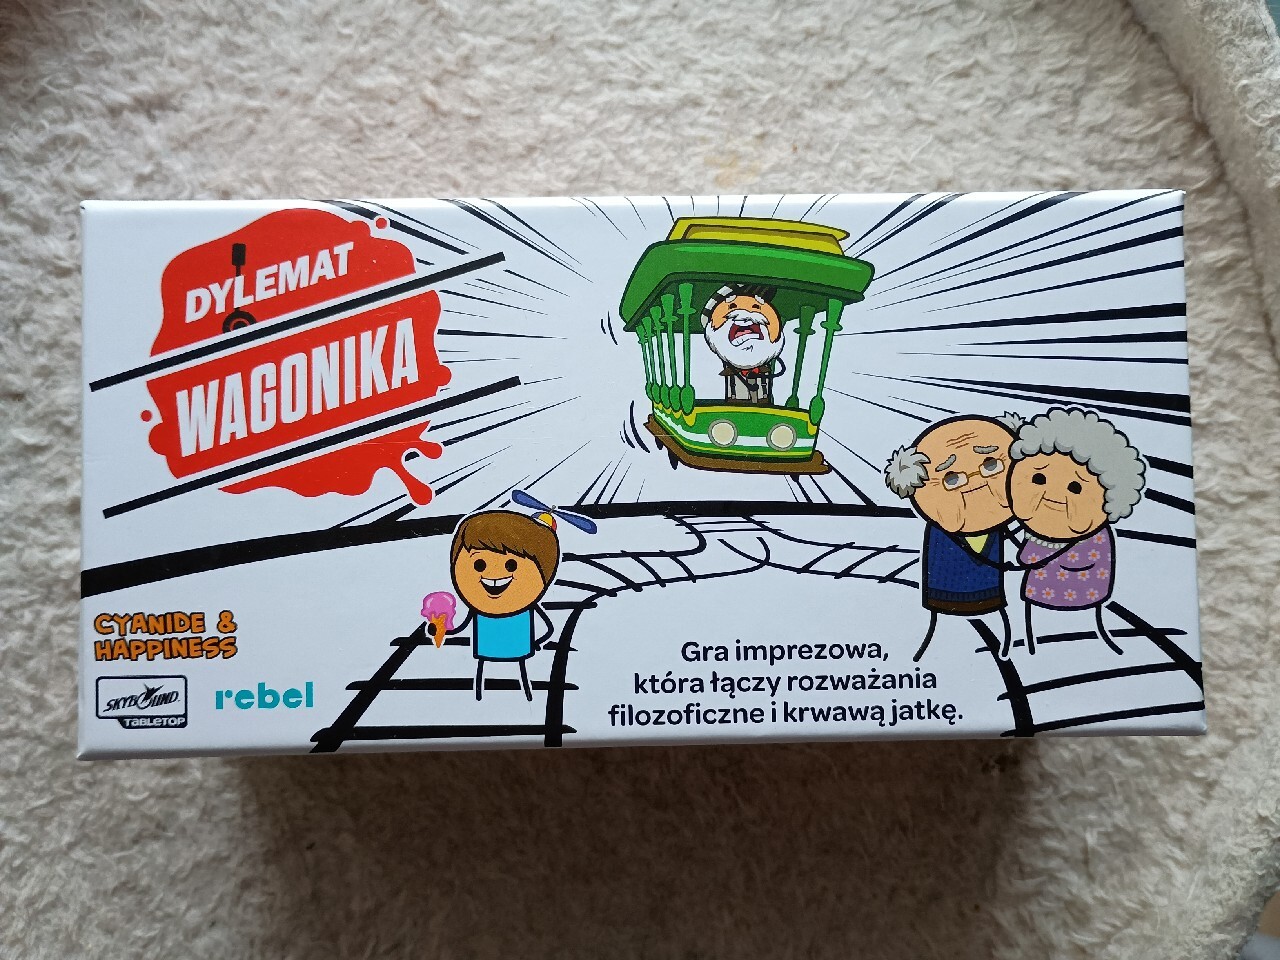 DYLEMAT
WAGONIKA
CYANIDE &
HAPPINESS
SKYBOUND
TABLETOP
rebel
Gra imprezowa,
która łączy rozważania
filozoficzne i krwawą jatkę.